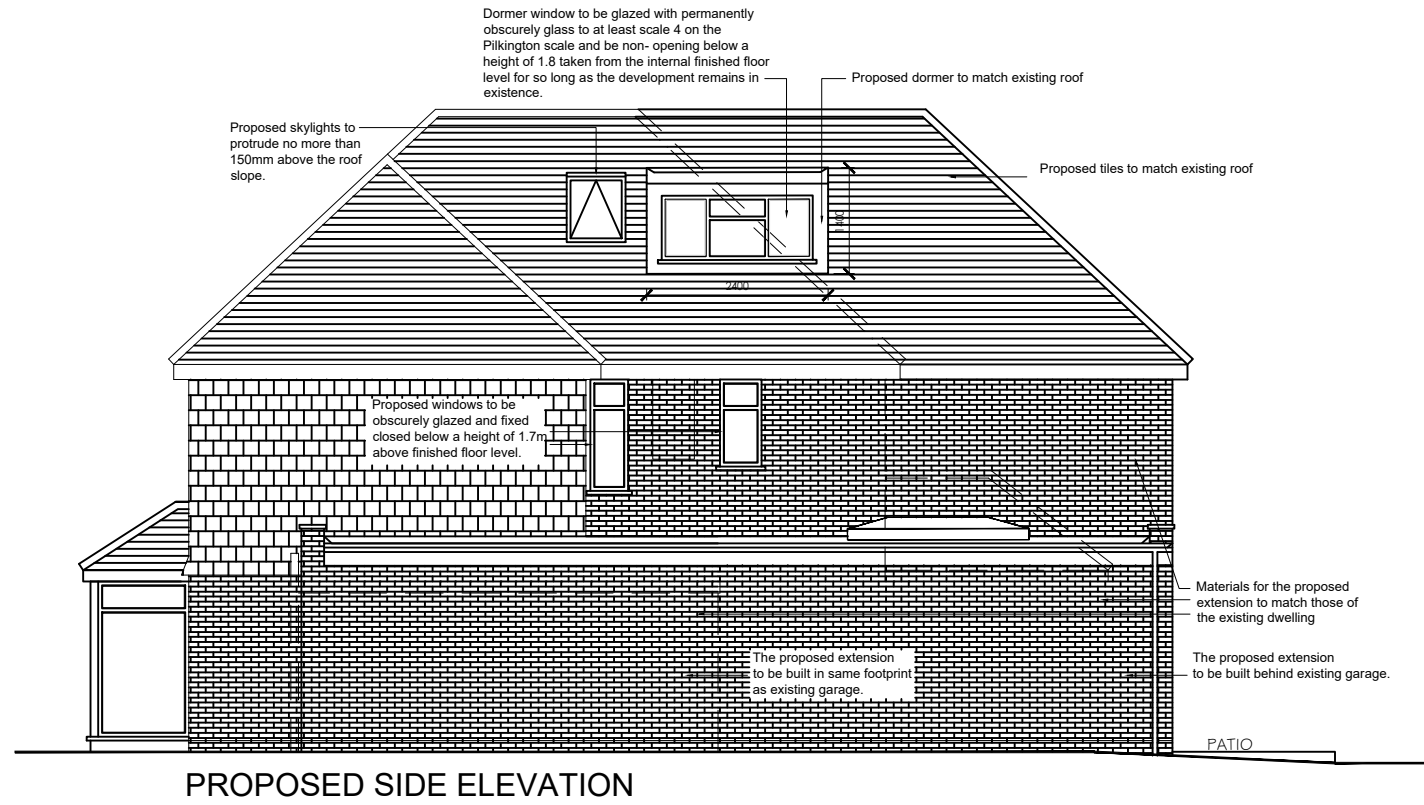 Dormer window to be glazed with permanently
obscurely glass to at least scale 4 on the
Pilkington scale and be non- opening below a
height of 1.8 taken from the internal finished floor
level for so long as the development remains in
existence.
Proposed dormer to match existing roof
Proposed skylights to
protrude no more than
150mm above the roof
slope.
Proposed tiles to match existing roof
1400
2400
Proposed windows to be
obscurely glazed and fixed
closed below a height of 1.7m
above finished floor level.
Materials for the proposed
extension to match those of
the existing dwelling
The proposed extension
to be built in same footprint
as existing garage.
The proposed extension
to be built behind existing garage.
PATIO
PROPOSED SIDE ELEVATION